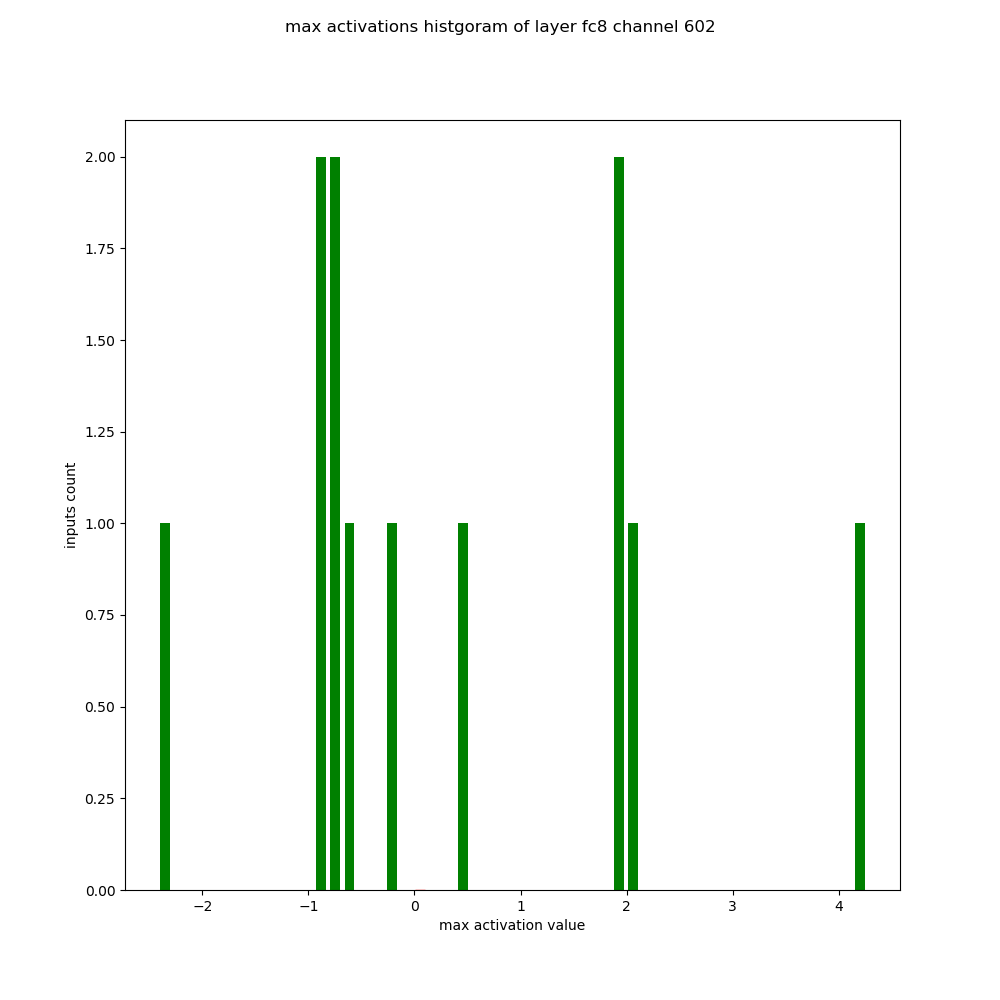 max activations histgoram of layer fc8 channel 602
2.00
1.75
1.50
1.25
1.00
0.75
0.50
0.25
0.00
inputs count
−2 −1 0 1 2 3 4
max activation value